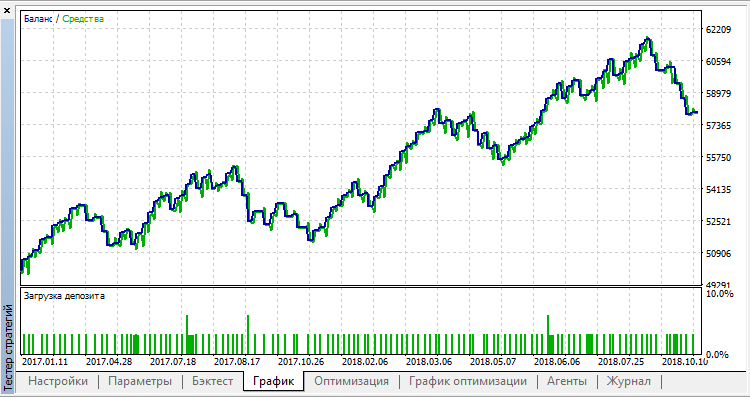 Баланс / Средства
62209
60594
58979
57365
55750
54135
52521
50906
49291
Загрузка депозита
10.0%
0.0%
2017.01.11 2017.04.28 2017.07.18 2017.08.17 2017.10.26 2018.02.06 2018.03.06 2018.05.07 2018.06.06 2018.07.25 2018.10.10
Тестер стратегий
Настройки Параметры Бэктест График Оптимизация График оптимизации Агенты Журнал